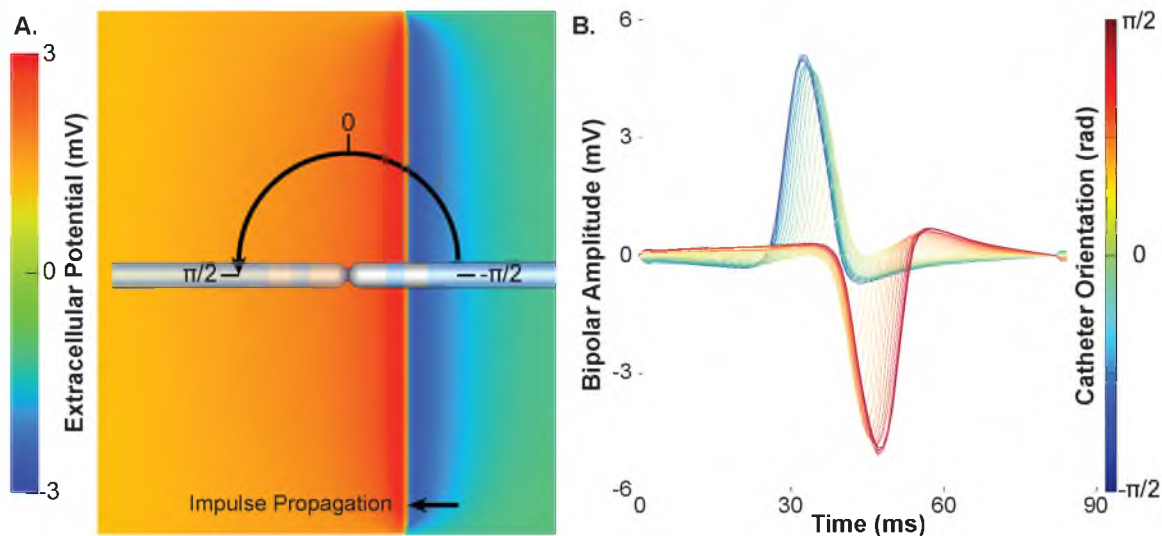 A.
3
0
-3
Extracellular Potential (mV)
0
π/2
-π/2
Impulse Propagation
B.
6
3
0
-3
-6
Bipolar Amplitude (mV)
0
30
60
90
Time (ms)
π/2
0
-π/2
Catheter Orientation (rad)